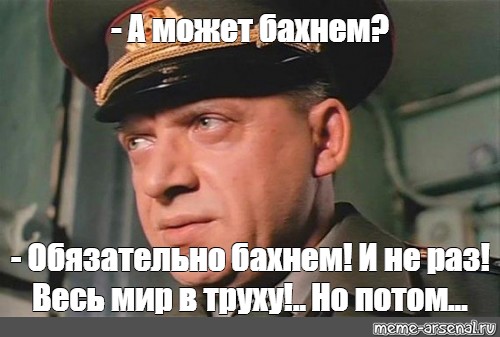 - А может бахнем?
- Обязательно бахнем! И не раз!
Весь мир в труху!.. Но потом...
meme-arsenal.ru